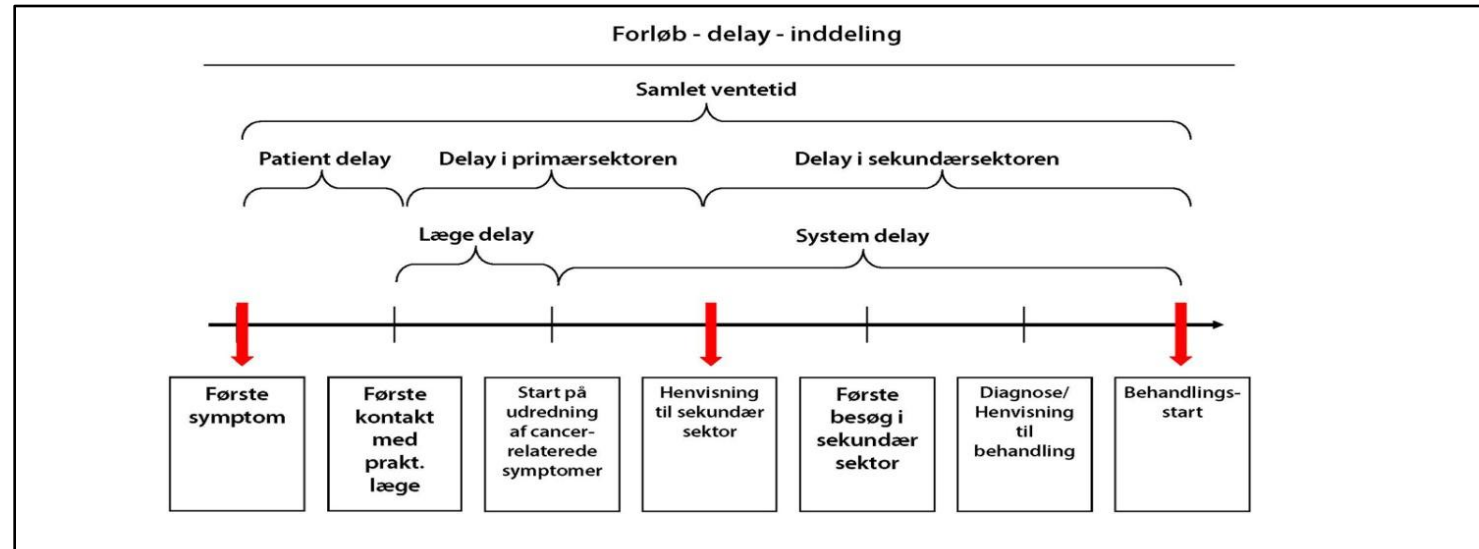 Forløb - delay - inddeling
Samlet ventetid
Patient delay
Delay i primærsektoren
Delay i sekundærsektoren
Læge delay
System delay
Første
symptom
Første
kontakt
med
prakt.
læge
Start på
udredning
af cancer-
relaterede
symptomer
Henvisning
til sekundær
sektor
Første
besøg i
sekundær
sektor
Diagnose/
Henvisning
til
behandling
Behandlings-
start